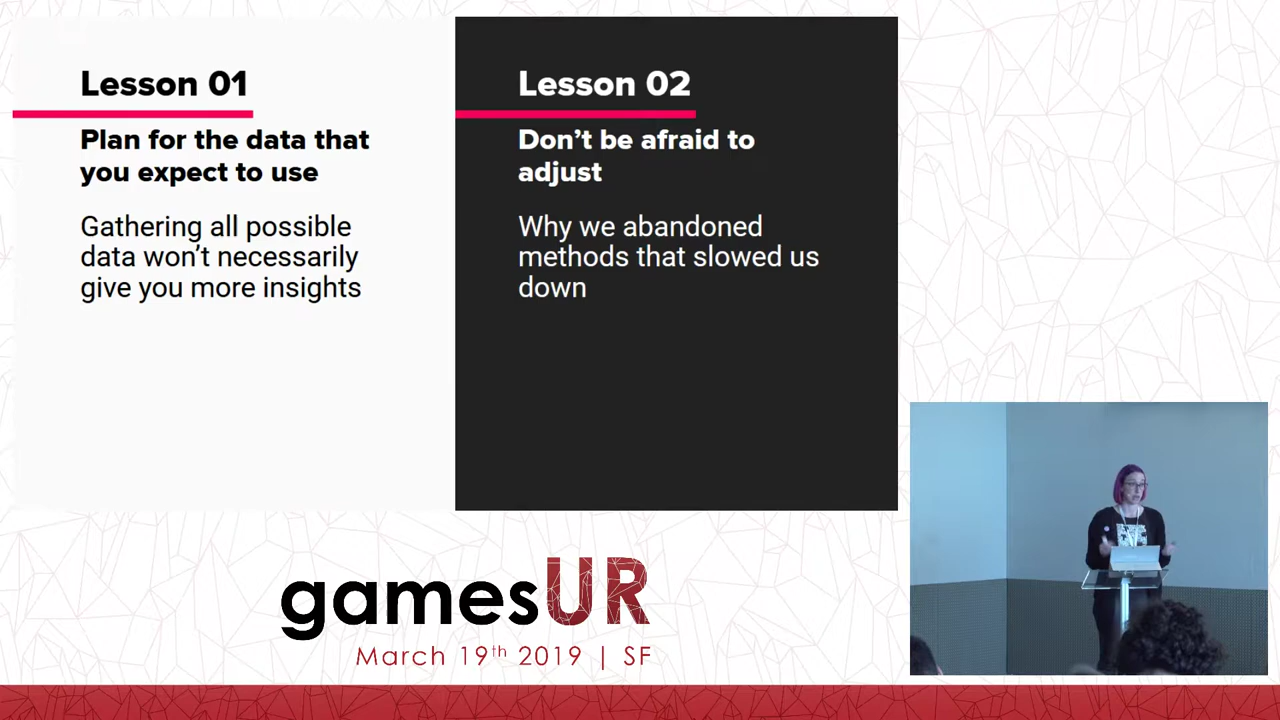 Lesson 01
Plan for the data that
you expect to use
Gathering all possible
data won't necessarily
give you more insights
Lesson 02
Don't be afraid to
adjust
Why we abandoned
methods that slowed us
down
gamesUR
March 19th 2019 | SF